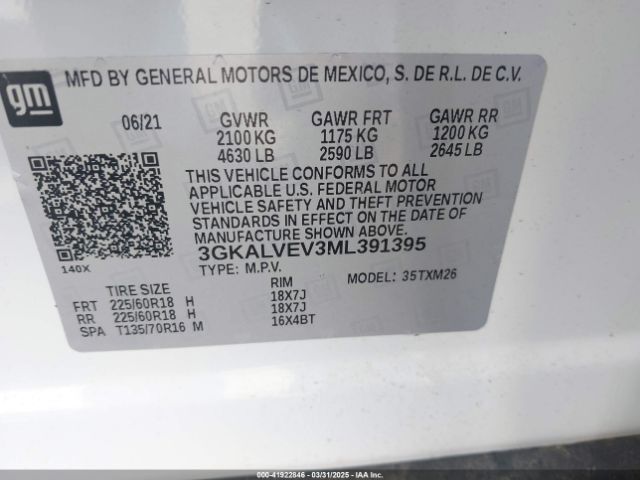 gm
MFD BY GENERAL MOTORS DE MEXICO, S. DE R.L. DE C.V.
06/21 GVWR GAWR FRT GAWR RR
2100 KG 1175 KG 1200 KG
4630 LB 2590 LB 2645 LB
THIS VEHICLE CONFORMS TO ALL
APPLICABLE U.S. FEDERAL MOTOR
VEHICLE SAFETY AND THEFT PREVENTION
STANDARDS IN EFFECT ON THE DATE OF
MANUFACTURE SHOWN ABOVE.
3GKALVEV3ML391395
140X TYPE: M.P.V. MODEL: 35TXM26
TIRE SIZE RIM
FRT 225/60R18 H 18X7J
RR 225/60R18 H 18X7J
SPA T135/70R16 M 16X4BT
000-41922846 - 03/31/2025 - IAAI.COM